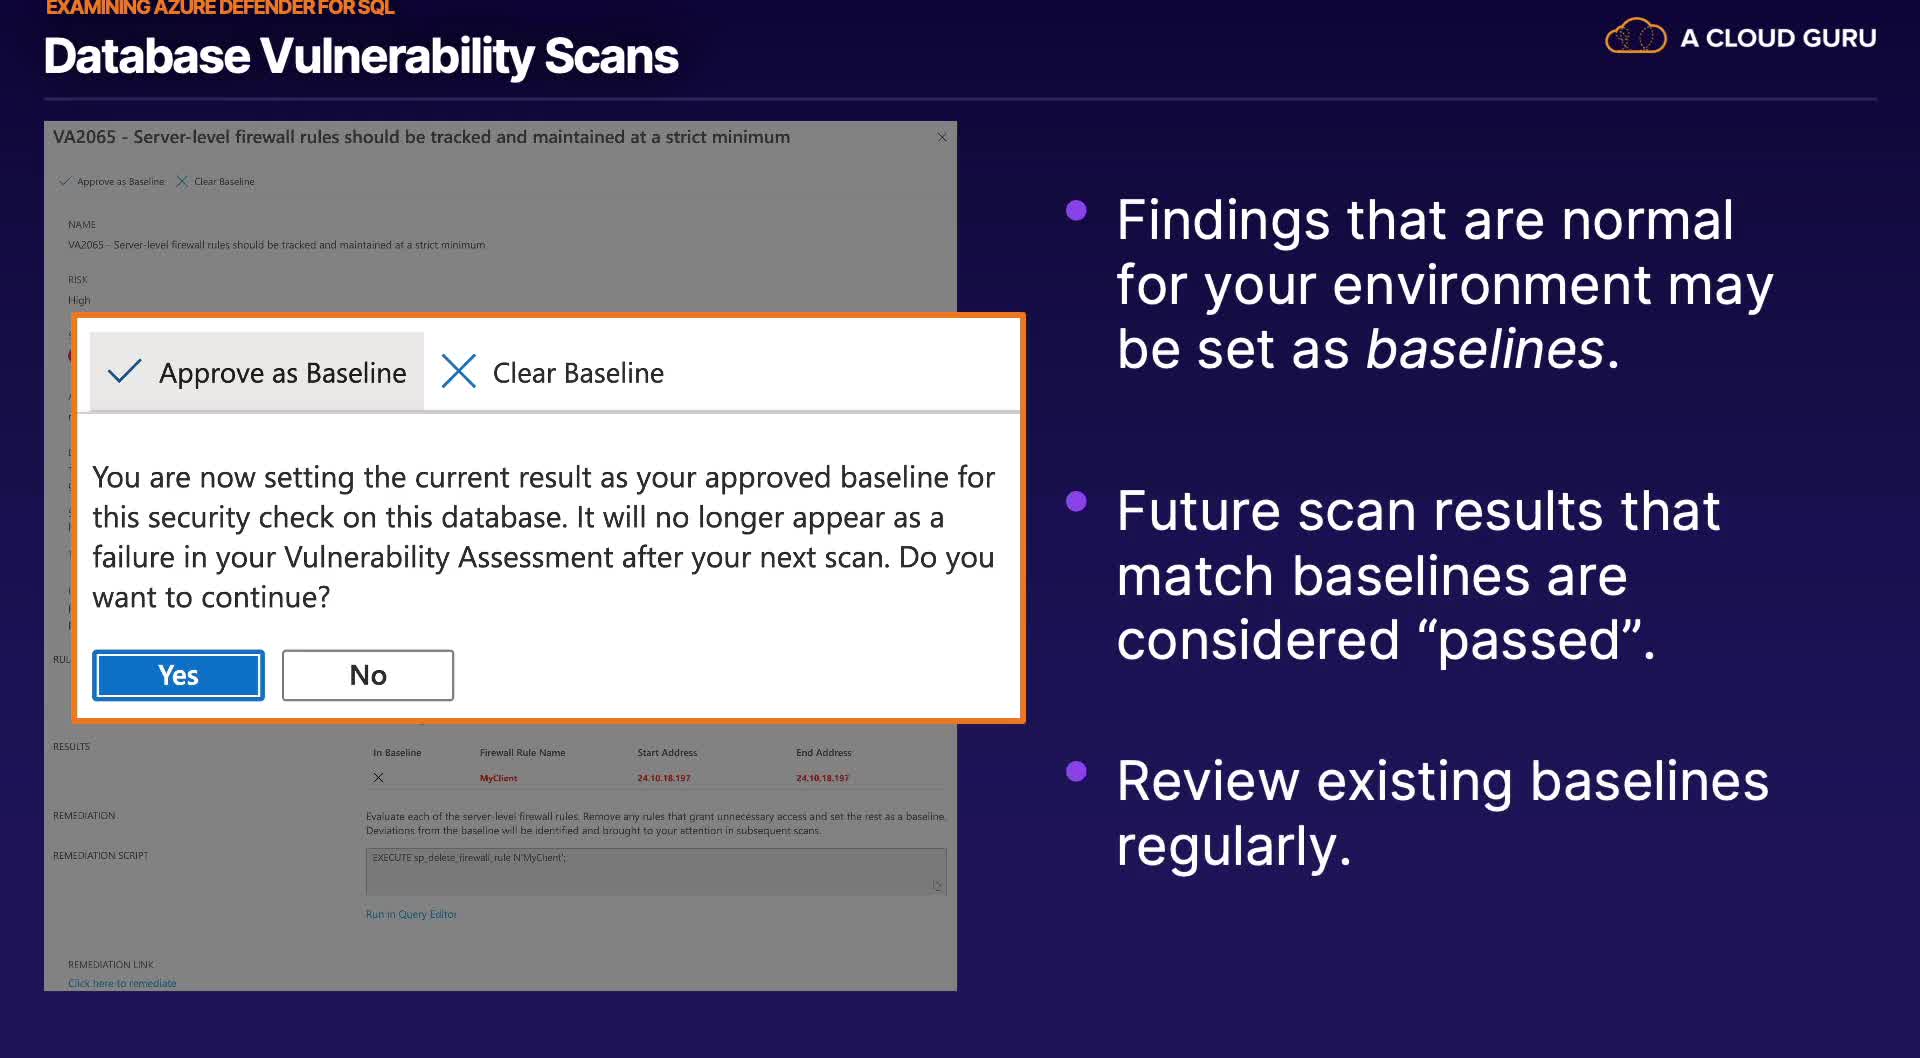 EXAMINING AZURE DEFENDER FOR SQL
Database Vulnerability Scans
A CLOUD GURU
VA2065 - Server-level firewall rules should be tracked and maintained at a strict minimum
Approve as Baseline
Clear Baseline
NAME
VA2065 - Server-level firewall rules should be tracked and maintained at a strict minimum
RISK
High
Approve as Baseline
Clear Baseline
You are now setting the current result as your approved baseline for
this security check on this database. It will no longer appear as a
failure in your Vulnerability Assessment after your next scan. Do you
want to continue?
Yes
No
RESULTS
In Baseline
Firewall Rule Name
Start Address
End Address
MyClient
24.10.18.197
24.10.18.197
REMEDIATION
Evaluate each of the server-level firewall rules. Remove any rules that grant unnecessary access and set the rest as a baseline.
Deviations from the baseline will be identified and brought to your attention in subsequent scans.
REMEDIATION SCRIPT
EXECUTE sp_delete_firewall_rule N'MyClient';
Run in Query Editor
REMEDIATION LINK
Click here to remediate
• Findings that are normal
for your environment may
be set as baselines.
• Future scan results that
match baselines are
considered “passed”.
• Review existing baselines
regularly.